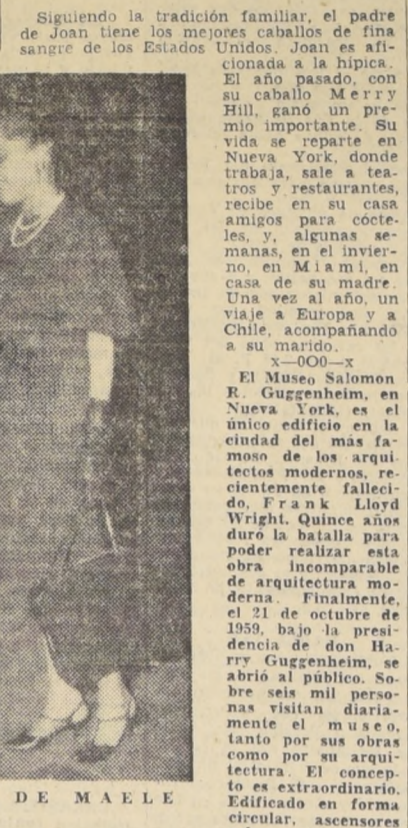 Siguiendo la tradición familiar, el padre
de Joan tiene los mejores caballos de fina
sangre de los Estados Unidos. Joan es afi-
cionada a la hípica.
El año pasado, con
su caballo Merry
Hill, ganó un pre-
mio importante. Su
vida se reparte en
Nueva York, donde
trabaja, sale a tea-
tros y restaurantes,
recibe en su casa
amigos para cócte-
les, y, algunas se-
manas, en el invier-
no, en Miami, en
casa de su madre.
Una vez al año, un
viaje a Europa y a
Chile, acompañando
a su marido.
x—OOO—x
El Museo Salomon
R. Guggenheim, en
Nueva York, es el
único edificio en la
ciudad del más fa-
moso de los arqui-
tectos modernos, re-
cientemente falleci-
do, Frank Lloyd
Wright. Quince años
duró la batalla para
poder realizar esta
obra incomparable
de arquitectura mo-
derna. Finalmente,
el 21 de octubre de
1959, bajo la presi-
dencia de don Ha-
rry Guggenheim, se
abrió al público. So-
bre seis mil perso-
nas visitan diaria-
mente el museo,
tanto por sus obras
como por su arqui-
tectura. El concep-
to es extraordinario.
Edificado en forma
circular, ascensores
DE MAELE